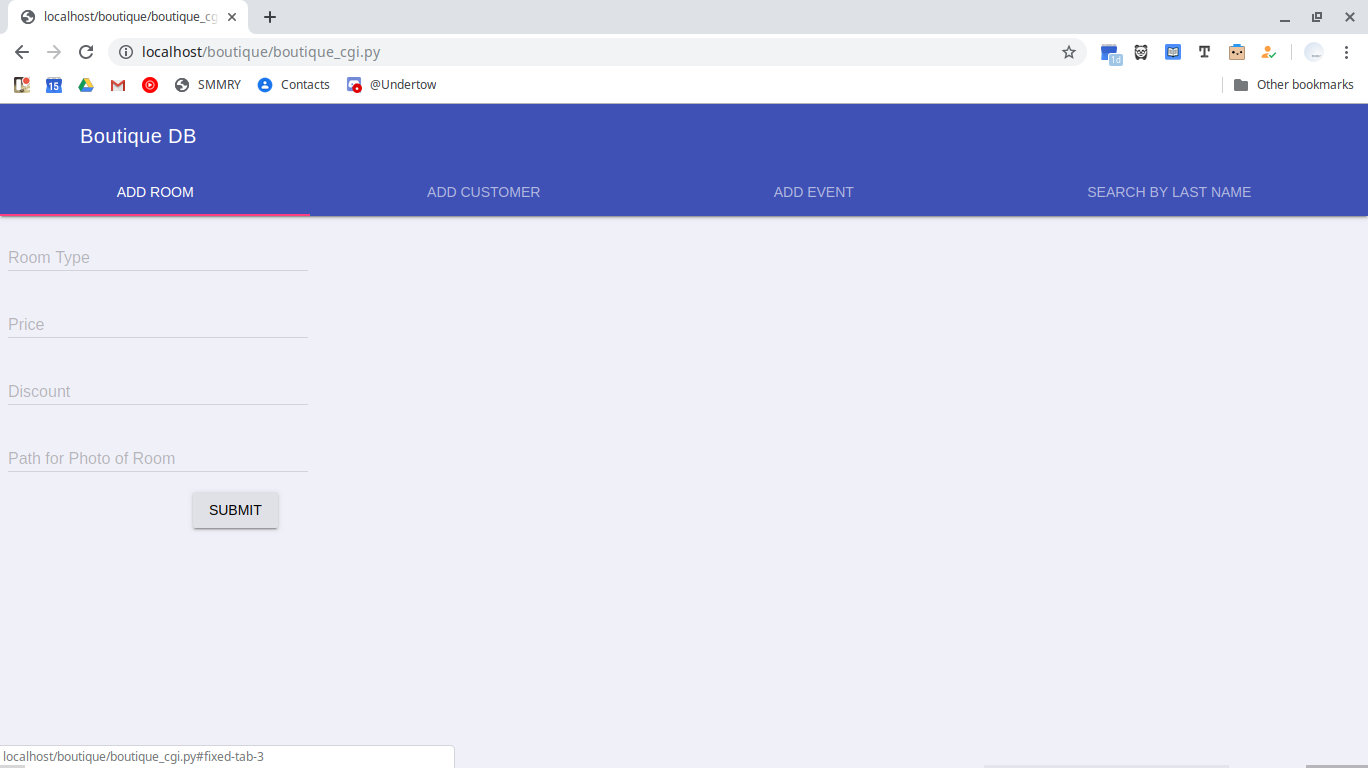 localhost/boutique/boutique_cg
localhost/boutique/boutique_cgi.py
1d
15
SMMRY
Contacts
@Undertow
Other bookmarks
Boutique DB
ADD ROOM
ADD CUSTOMER
ADD EVENT
SEARCH BY LAST NAME
Room Type
Price
Discount
Path for Photo of Room
SUBMIT
localhost/boutique/boutique_cgi.py#fixed-tab-3